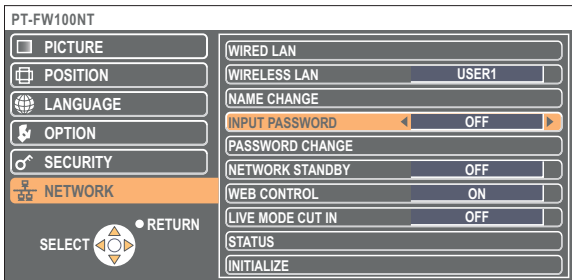 PT-FW100NT
PICTURE
POSITION
LANGUAGE
OPTION
SECURITY
NETWORK
RETURN
SELECT
WIRED LAN
WIRELESS LAN USER1
NAME CHANGE
INPUT PASSWORD OFF
PASSWORD CHANGE
NETWORK STANDBY OFF
WEB CONTROL ON
LIVE MODE CUT IN OFF
STATUS
INITIALIZE